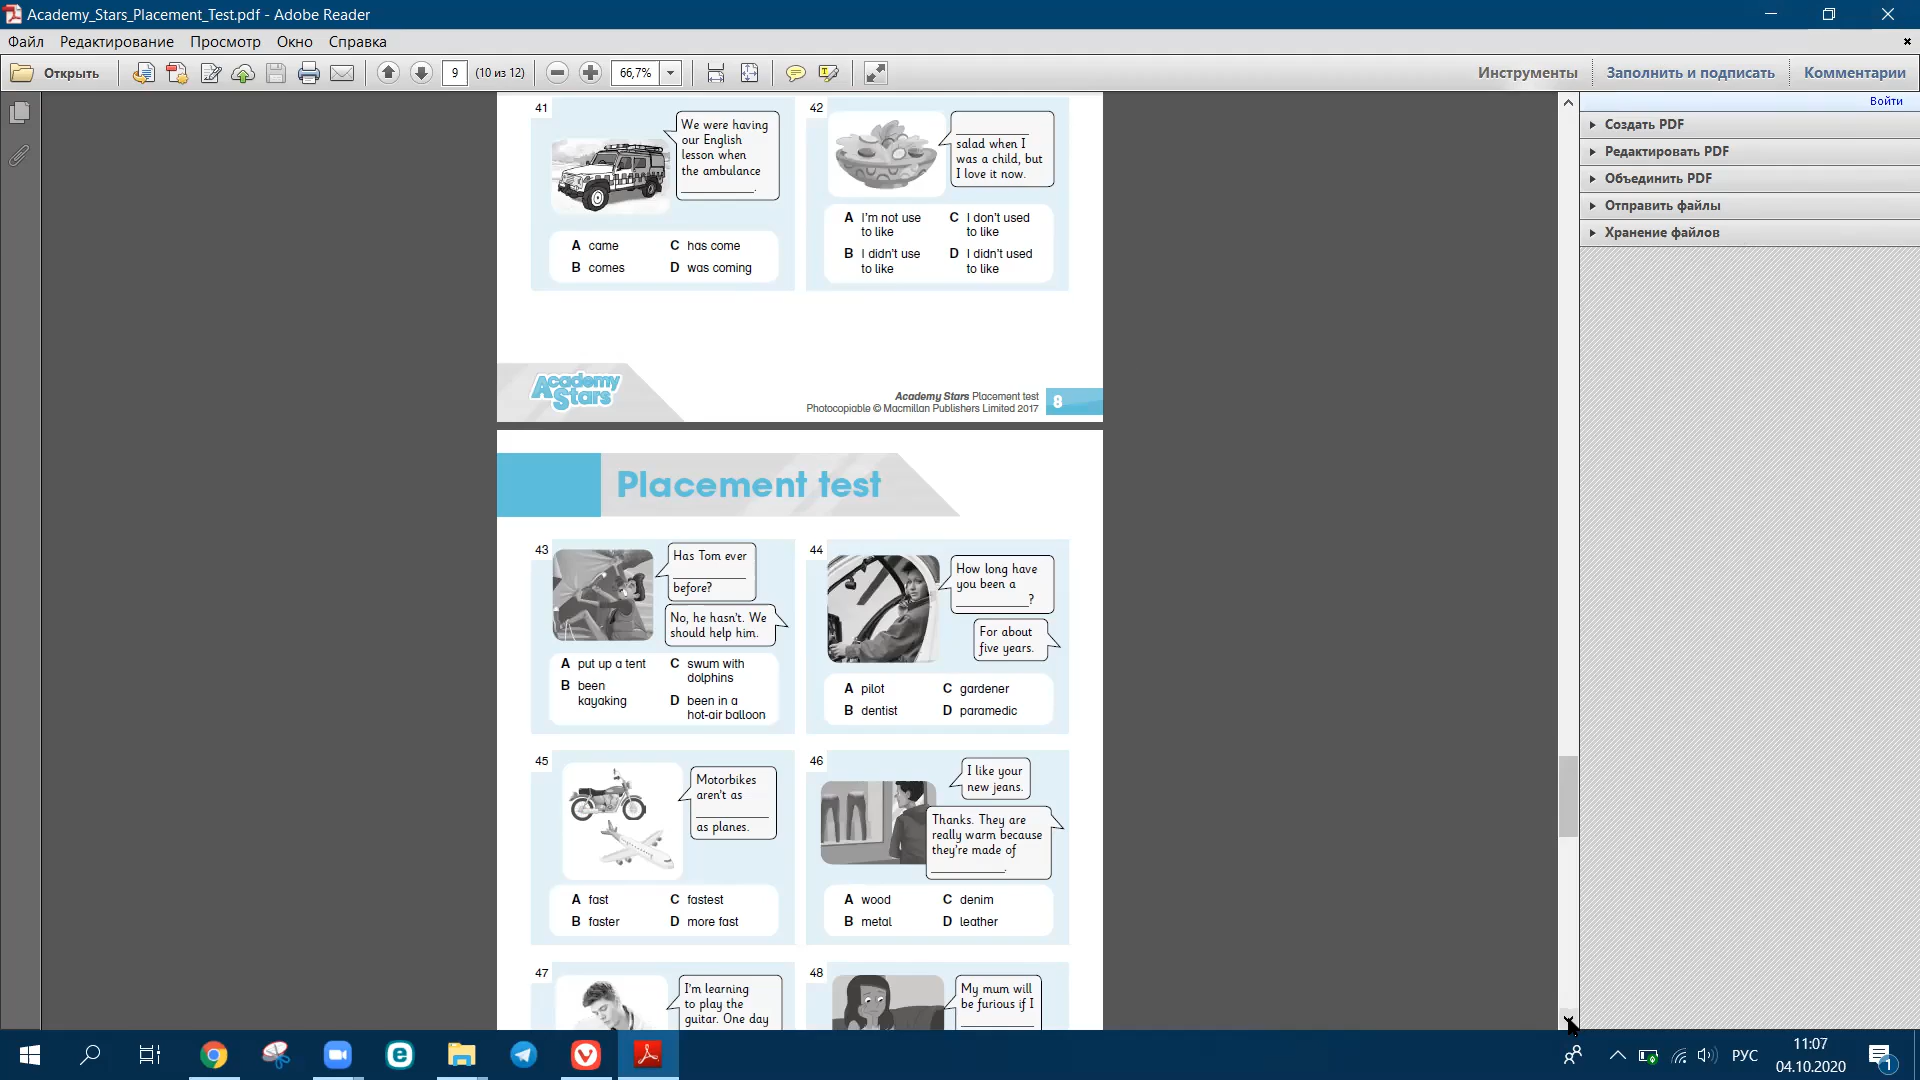 Academy_Stars_Placement_Test.pdf - Adobe Reader
Файл Редактирование Просмотр Окно Справка
Открыть 9 (10 из 12) 66,7% Инструменты Заполнить и подписать Комментарии
Войти
Создать PDF
Редактировать PDF
Объединить PDF
Отправить файлы
Хранение файлов
41
We were having
our English
lesson when
the ambulance
____________.
A came C has come
B comes D was coming
42
____________
salad when I
was a child, but
I love it now.
A I'm not use to like
C I don't used to like
B I didn't use to like
D I didn't used to like
Academy Stars
Academy Stars Placement test
Photocopiable © Macmillan Publishers Limited 2017 8
Placement test
43
Has Tom ever
____________
before?
No, he hasn't. We
should help him.
A put up a tent
C swum with dolphins
B been kayaking
D been in a hot-air balloon
44
How long have
you been a
____________?
For about
five years.
A pilot C gardener
B dentist D paramedic
45
Motorbikes
aren't as
____________
as planes.
A fast C fastest
B faster D more fast
46
I like your
new jeans.
Thanks. They are
really warm because
they're made of
____________.
A wood C denim
B metal D leather
47
I'm learning
to play the
guitar. One day
48
My mum will
be furious if I
____________
РУС
11:07
04.10.2020
1